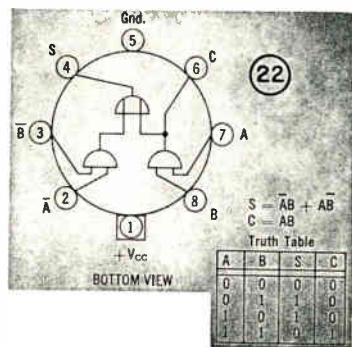 Gnd.
5
S
4
6
C
22
B̅
3
7
A
2
A̅
8
B
1
+ VCC
BOTTOM VIEW
S = A̅B + AB̅
C = AB
Truth Table
A B S C
0 0 0 0
0 1 1 0
1 0 1 0
1 1 0 1